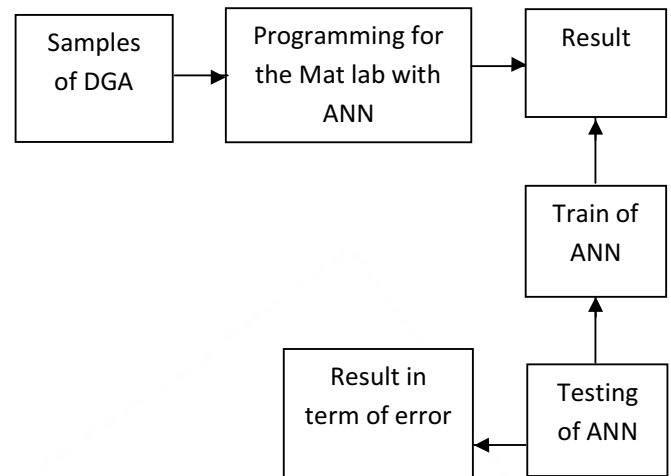 Samples
of DGA
Programming for
the Mat lab with
ANN
Result
Train of
ANN
Result in
term of error
Testing
of ANN